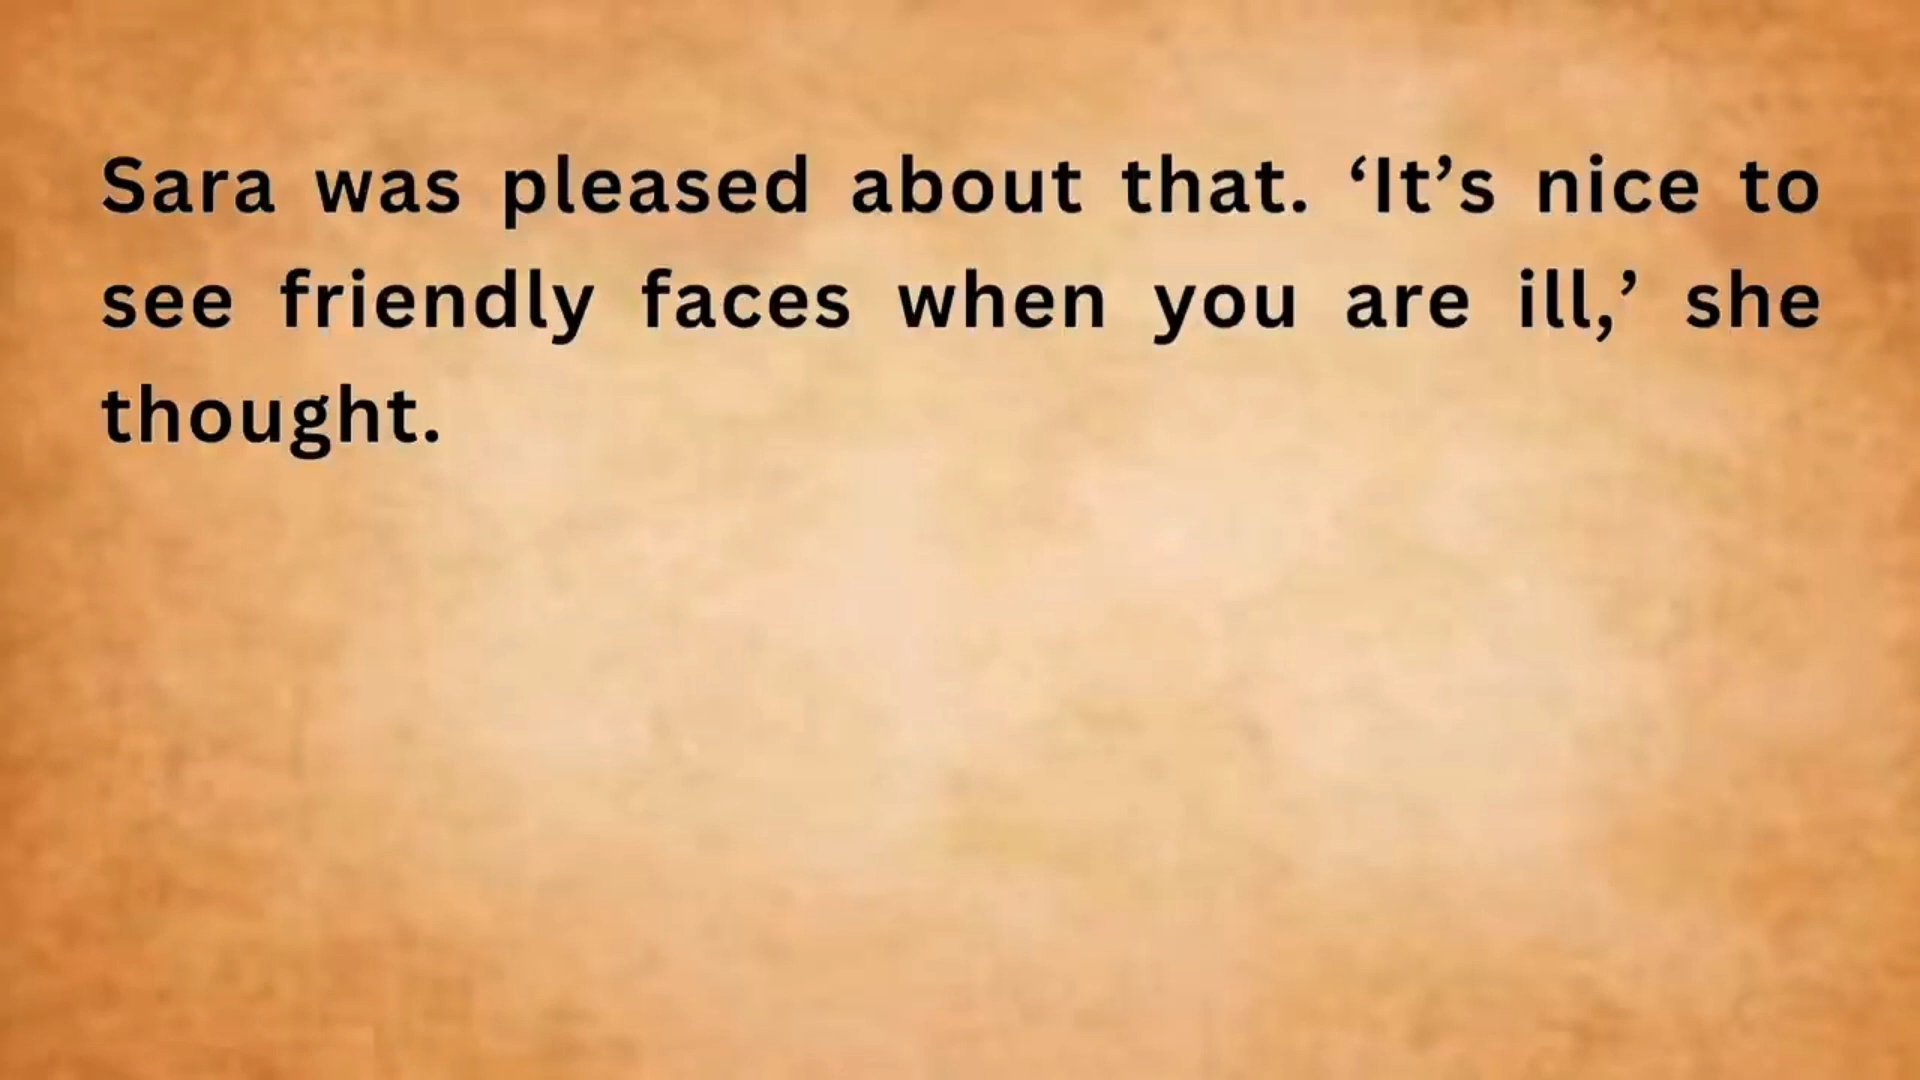 Sara was pleased about that. ‘It’s nice to
see friendly faces when you are ill,’ she
thought.